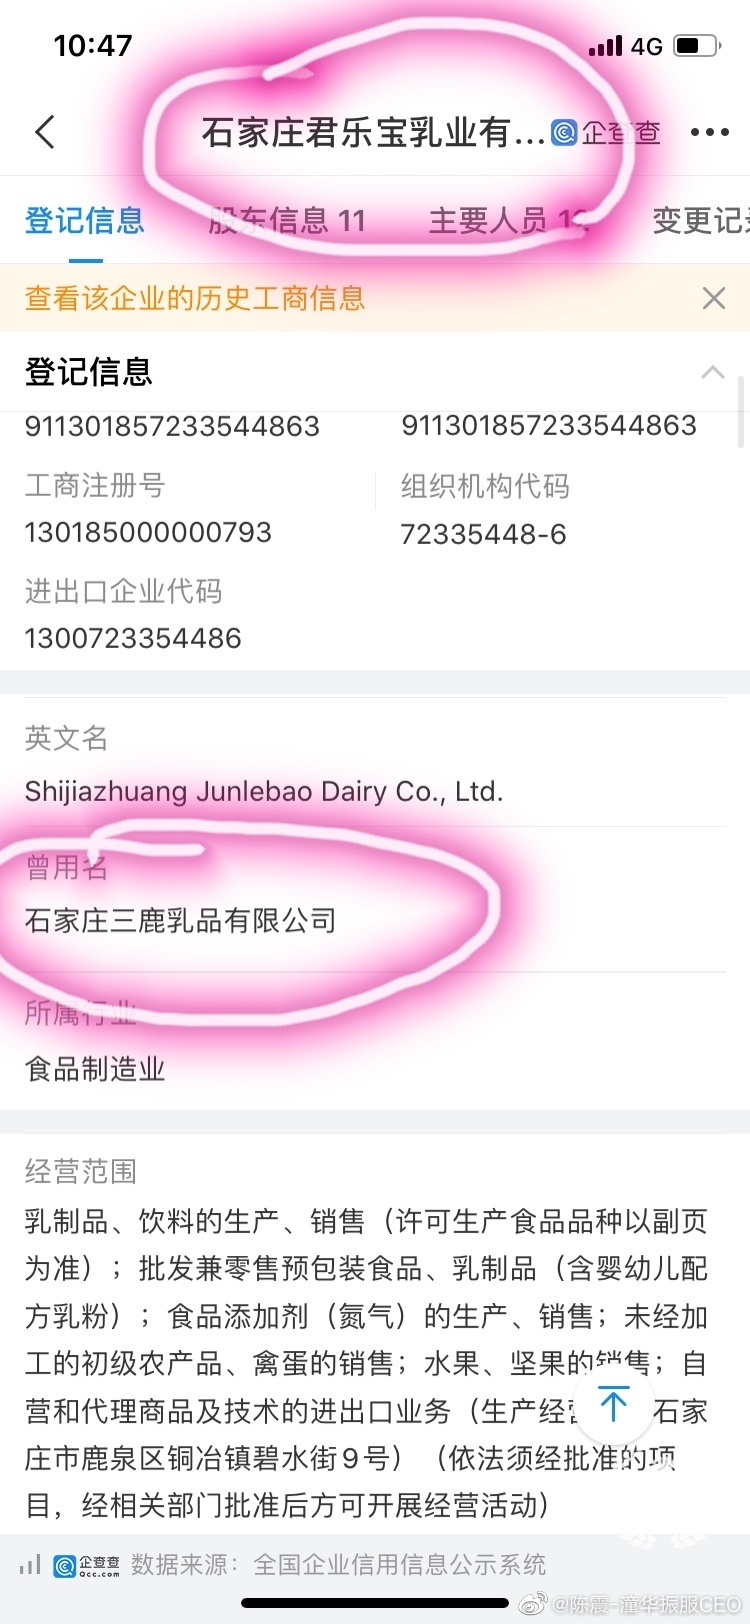 10:47 4G
石家庄君乐宝乳业有... 企查查
登记信息 股东信息 11 主要人员 变更记录
查看该企业的历史工商信息
登记信息
911301857233544863 911301857233544863
工商注册号 组织机构代码
130185000000793 72335448-6
进出口企业代码
1300723354486
英文名
Shijiazhuang Junlebao Dairy Co., Ltd.
曾用名
石家庄三鹿乳品有限公司
所属行业
食品制造业
经营范围
乳制品、饮料的生产、销售（许可生产食品品种以副页
为准）；批发兼零售预包装食品、乳制品（含婴幼儿配
方乳粉）；食品添加剂（氮气）的生产、销售；未经加
工的初级农产品、禽蛋的销售；水果、坚果的销售；自
营和代理商品及技术的进出口业务（生产经营 石家
庄市鹿泉区铜冶镇碧水街9号）（依法须经批准的项
目，经相关部门批准后方可开展经营活动）
企查查 Qcc.com 数据来源：全国企业信用信息公示系统
@陈震-潼华振服CEO